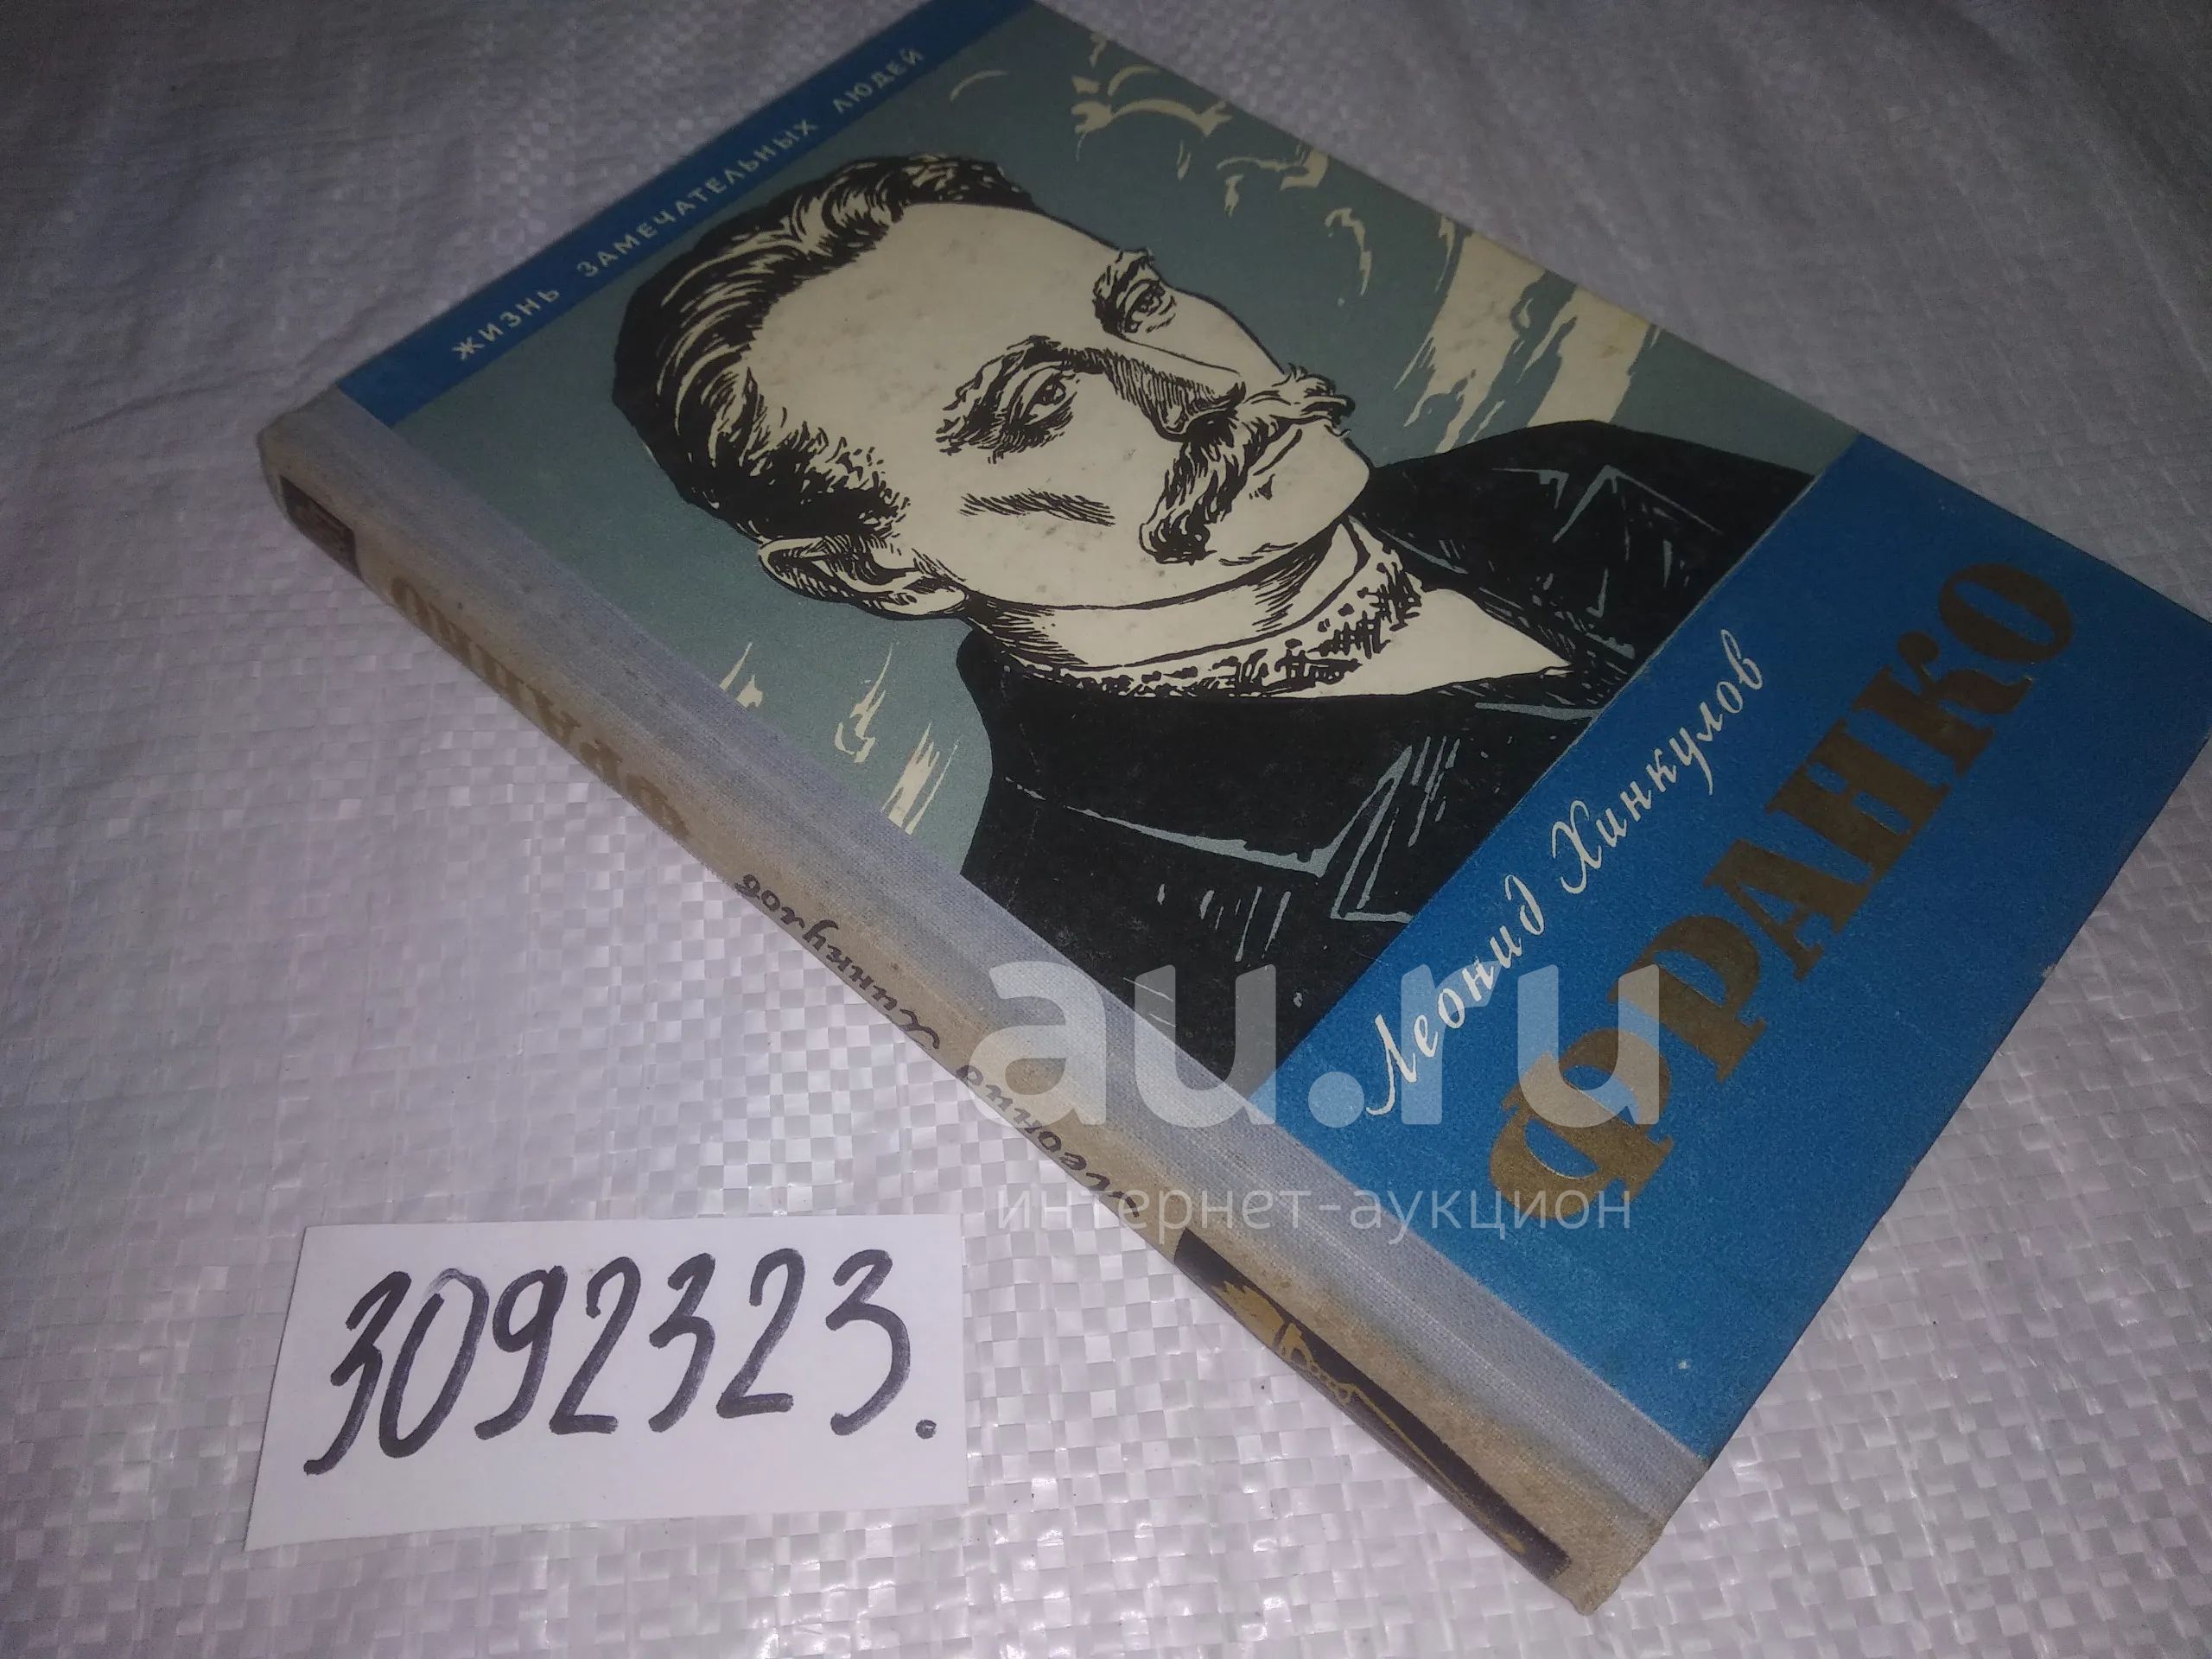 ЖИЗНЬ ЗАМЕЧАТЕЛЬНЫХ ЛЮДЕЙ
Леонид Хинкулов
ФРАНКО
Леонид Хинкулов
ФРАНКО
au.ru
интернет-аукцион
3092323.